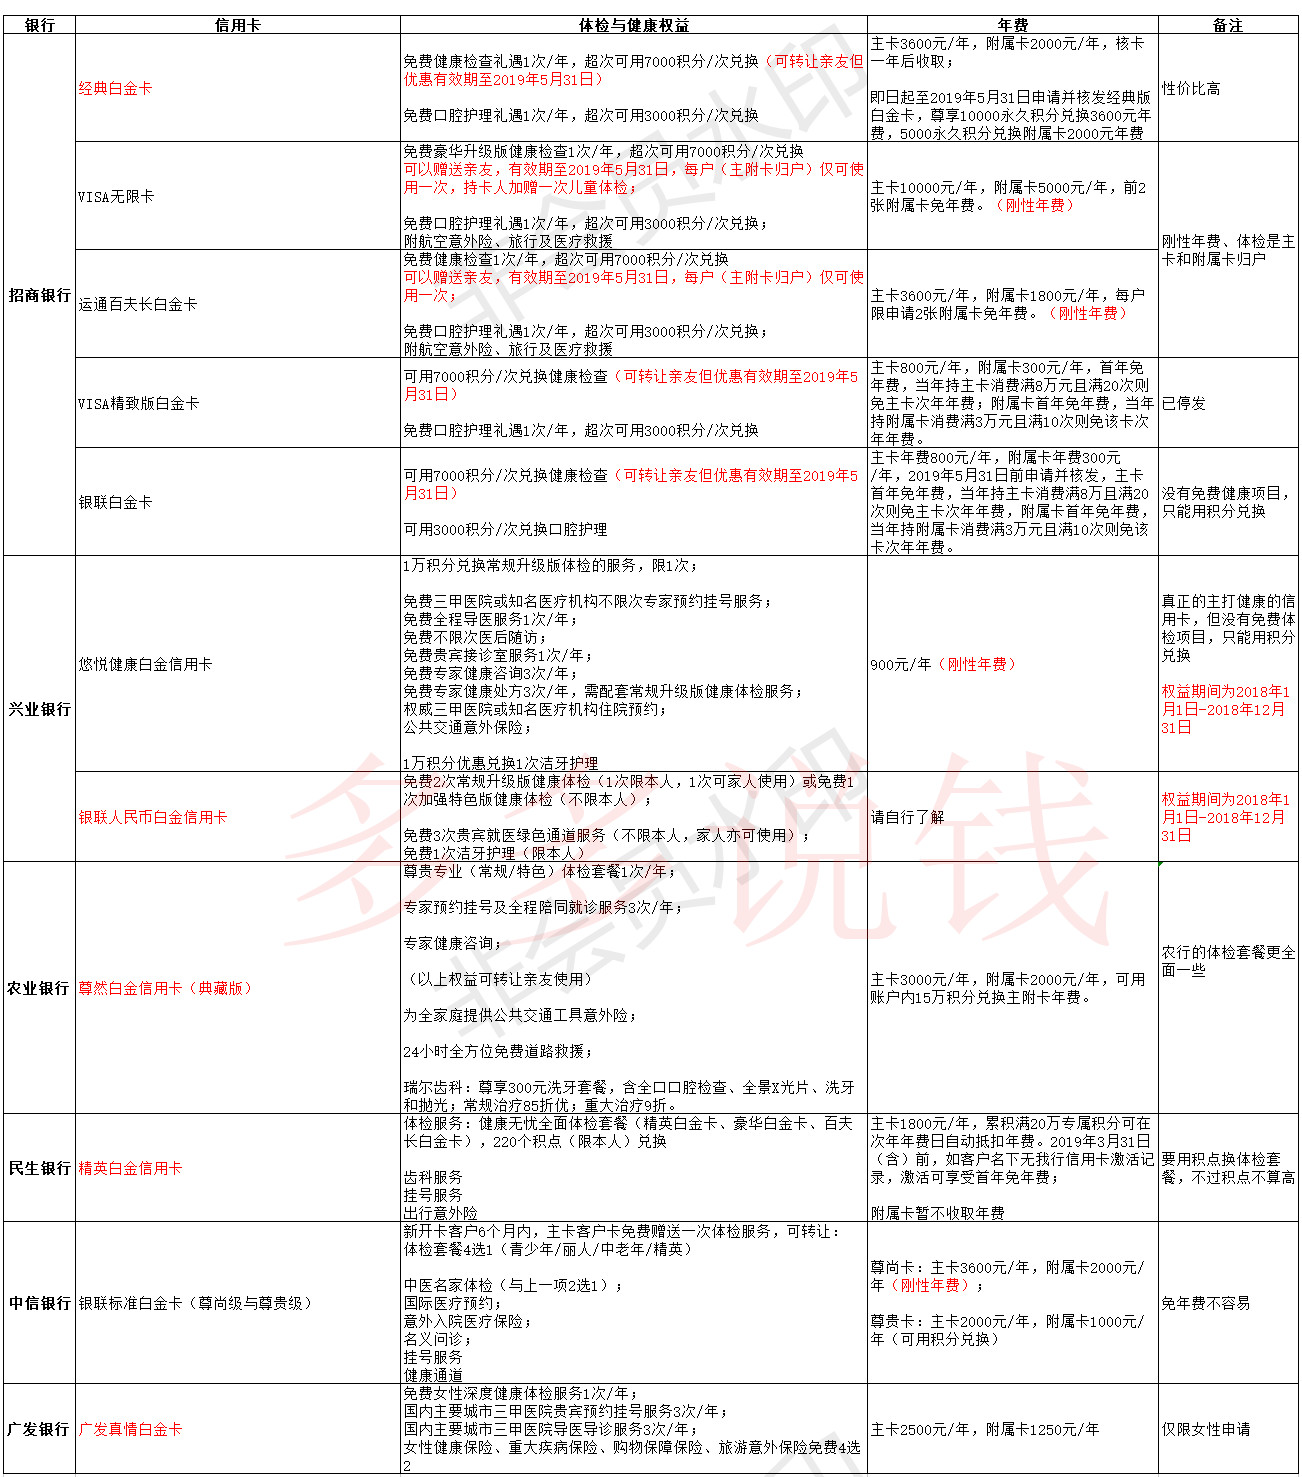 银行 信用卡 体检与健康权益 年费 备注
招商银行
经典白金卡
免费健康检查礼遇1次/年，超次可用7000积分/次兑换（可转让亲友但
优惠有效期至2019年5月31日）
免费口腔护理礼遇1次/年，超次可用3000积分/次兑换
主卡3600元/年，附属卡2000元/年，核卡
一年后收取；
即日起至2019年5月31日申请并核发经典版
白金卡，尊享10000永久积分兑换3600元年
费，5000永久积分兑换附属卡2000元年费
性价比高
VISA无限卡
免费豪华升级版健康检查1次/年，超次可用7000积分/次兑换
可以赠送亲友，有效期至2019年5月31日，每户（主附卡归户）仅可使
用一次，持卡人加赠一次儿童体检；
免费口腔护理礼遇1次/年，超次可用3000积分/次兑换；
附航空意外险、旅行及医疗救援
主卡10000元/年，附属卡5000元/年，前2
张附属卡免年费。（刚性年费）
刚性年费、体检是主
卡和附属卡归户
运通百夫长白金卡
免费健康检查1次/年，超次可用7000积分/次兑换
可以赠送亲友，有效期至2019年5月31日，每户（主附卡归户）仅可使
用一次；
免费口腔护理礼遇1次/年，超次可用3000积分/次兑换；
附航空意外险、旅行及医疗救援
主卡3600元/年，附属卡1800元/年，每户
限申请2张附属卡免年费。（刚性年费）
VISA精致版白金卡
可用7000积分/次兑换健康检查（可转让亲友但优惠有效期至2019年5
月31日）
免费口腔护理礼遇1次/年，超次可用3000积分/次兑换
主卡800元/年，附属卡300元/年，首年免
年费，当年持主卡消费满8万元且满20次则
免主卡次年年费；附属卡首年免年费，当年
持附属卡消费满3万元且满10次则免该卡次
年年费。
已停发
银联白金卡
可用7000积分/次兑换健康检查（可转让亲友但优惠有效期至2019年5
月31日）
可用3000积分/次兑换口腔护理
主卡年费800元/年，附属卡年费300元
/年，2019年5月31日前申请并核发，主卡
首年免年费，当年持主卡消费满8万且满20
次则免主卡次年年费，附属卡首年免年费，
当年持附属卡消费满3万元且满10次则免该
卡次年年费。
没有免费健康项目，
只能用积分兑换
兴业银行
悠悦健康白金信用卡
1万积分兑换常规升级版体检的服务，限1次；
免费三甲医院或知名医疗机构不限次专家预约挂号服务；
免费全程导医服务1次/年；
免费不限次医后随访；
免费贵宾接诊室服务1次/年；
免费专家健康咨询3次/年；
免费专家健康处方3次/年，需配套常规升级版健康体检服务；
权威三甲医院或知名医疗机构住院预约；
公共交通意外保险；
1万积分优惠兑换1次洁牙护理
900元/年（刚性年费）
真正的主打健康的信
用卡，但没有免费体
检项目，只能用积分
兑换
权益期间为2018年1
月1日-2018年12月
31日
银联人民币白金信用卡
免费2次常规升级版健康体检（1次限本人，1次可家人使用）或免费1
次加强特色版健康体检（不限本人）；
免费3次贵宾就医绿色通道服务（不限本人，家人亦可使用）；
免费1次洁牙护理（限本人）
请自行了解
权益期间为2018年1
月1日-2018年12月
31日
农业银行
尊然白金信用卡（典藏版）
尊贵专业（常规/特色）体检套餐1次/年；
专家预约挂号及全程陪同就诊服务3次/年；
专家健康咨询；
（以上权益可转让亲友使用）
为全家庭提供公共交通工具意外险；
24小时全方位免费道路救援；
瑞尔齿科：尊享300元洗牙套餐，含全口口腔检查、全景X光片、洗牙
和抛光；常规治疗85折优；重大治疗9折。
主卡3000元/年，附属卡2000元/年，可用
账户内15万积分兑换主附卡年费。
农行的体检套餐更全
面一些
民生银行
精英白金信用卡
体检服务：健康无忧全面体检套餐（精英白金卡、豪华白金卡、百夫
长白金卡），220个积点（限本人）兑换
齿科服务
挂号服务
出行意外险
主卡1800元/年，累积满20万专属积分可在
次年年费日自动抵扣年费。2019年3月31日
（含）前，如客户名下无我行信用卡激活记
录，激活可享受首年免年费；
附属卡暂不收取年费
要用积点换体检套
餐，不过积点不算高
中信银行
银联标准白金卡（尊尚级与尊贵级）
新开卡客户6个月内，主卡客户卡免费赠送一次体检服务，可转让：
体检套餐4选1（青少年/丽人/中老年/精英）
中医名家体检（与上一项2选1）；
国际医疗预约；
意外入院医疗保险；
名义问诊；
挂号服务
健康通道
尊尚卡：主卡3600元/年，附属卡2000元/
年（刚性年费）；
尊贵卡：主卡2000元/年，附属卡1000元/
年（可用积分兑换）
免年费不容易
广发银行
广发真情白金卡
免费女性深度健康体检服务1次/年；
国内主要城市三甲医院贵宾预约挂号服务3次/年；
国内主要城市三甲医院导医导诊服务3次/年；
女性健康保险、重大疾病保险、购物保障保险、旅游意外保险免费4选
2
主卡2500元/年，附属卡1250元/年
仅限女性申请
非会员水印
多多说钱
非会员水印